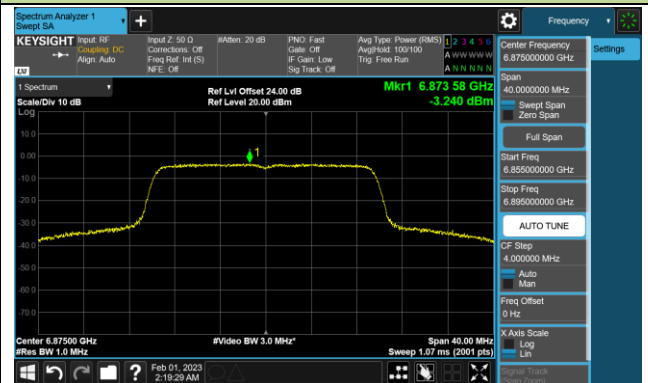 Spectrum Analyzer 1
Swept SA
+
Frequency
KEYSIGHT
Input: RF
Coupling: DC
Align: Auto
Input Z: 50 Ω
Corrections: Off
Freq Ref: Int (S)
NFE: Off
#Atten: 20 dB
PNO: Fast
Gate: Off
IF Gain: Low
Sig Track: Off
Avg Type: Power (RMS)
Avg|Hold: 100/100
Trig: Free Run
1 2 3 4 5 6
A W W W W W
A N N N N N
LXI
1 Spectrum
Scale/Div 10 dB
Log
Ref Lvl Offset 24.00 dB
Ref Level 20.00 dBm
Mkr1 6.873 58 GHz
-3.240 dBm
1
10.0
0.00
-10.0
-20.0
-30.0
-40.0
-50.0
-60.0
-70.0
Center 6.87500 GHz
#Res BW 1.0 MHz
#Video BW 3.0 MHz*
Span 40.00 MHz
Sweep 1.07 ms (2001 pts)
Center Frequency
6.875000000 GHz
Settings
Span
40.0000000 MHz
Swept Span
Zero Span
Full Span
Start Freq
6.855000000 GHz
Stop Freq
6.895000000 GHz
AUTO TUNE
CF Step
4.000000 MHz
Auto
Man
Freq Offset
0 Hz
X Axis Scale
Log
Lin
Signal Track
(Span Zoom)
?
Feb 01, 2023
2:19:29 AM